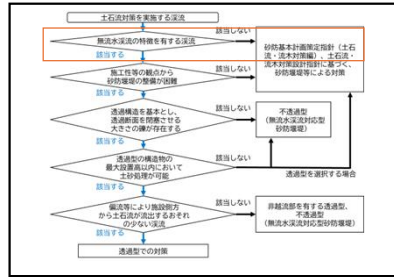 土石流対策を実施する渓流
該当しない
無流水渓流の特徴を有する渓流
該当する
砂防基本計画策定指針（土石
流・流木対策編）、土石流・
流木対策設計指針に基づく、
砂防堰堤等による対策
該当しない
施工性等の観点から
砂防堰堤の整備が困難
該当する
透過構造を基本とし、
透過断面を閉塞させる
大きさの礫が存在する
該当しない
不透過型
（無流水渓流対応型
砂防堰堤）
該当する
透過型の構造物の
最大設置高以内において
土砂処理が可能
該当しない
透過型を選択する場合
該当する
偏流等により施設側方
から土石流が流出するおそれ
の少ない渓流
該当しない
非越流部を有する透過型、
不透過型
（無流水渓流対応型砂防堰堤）
該当する
透過型での対策